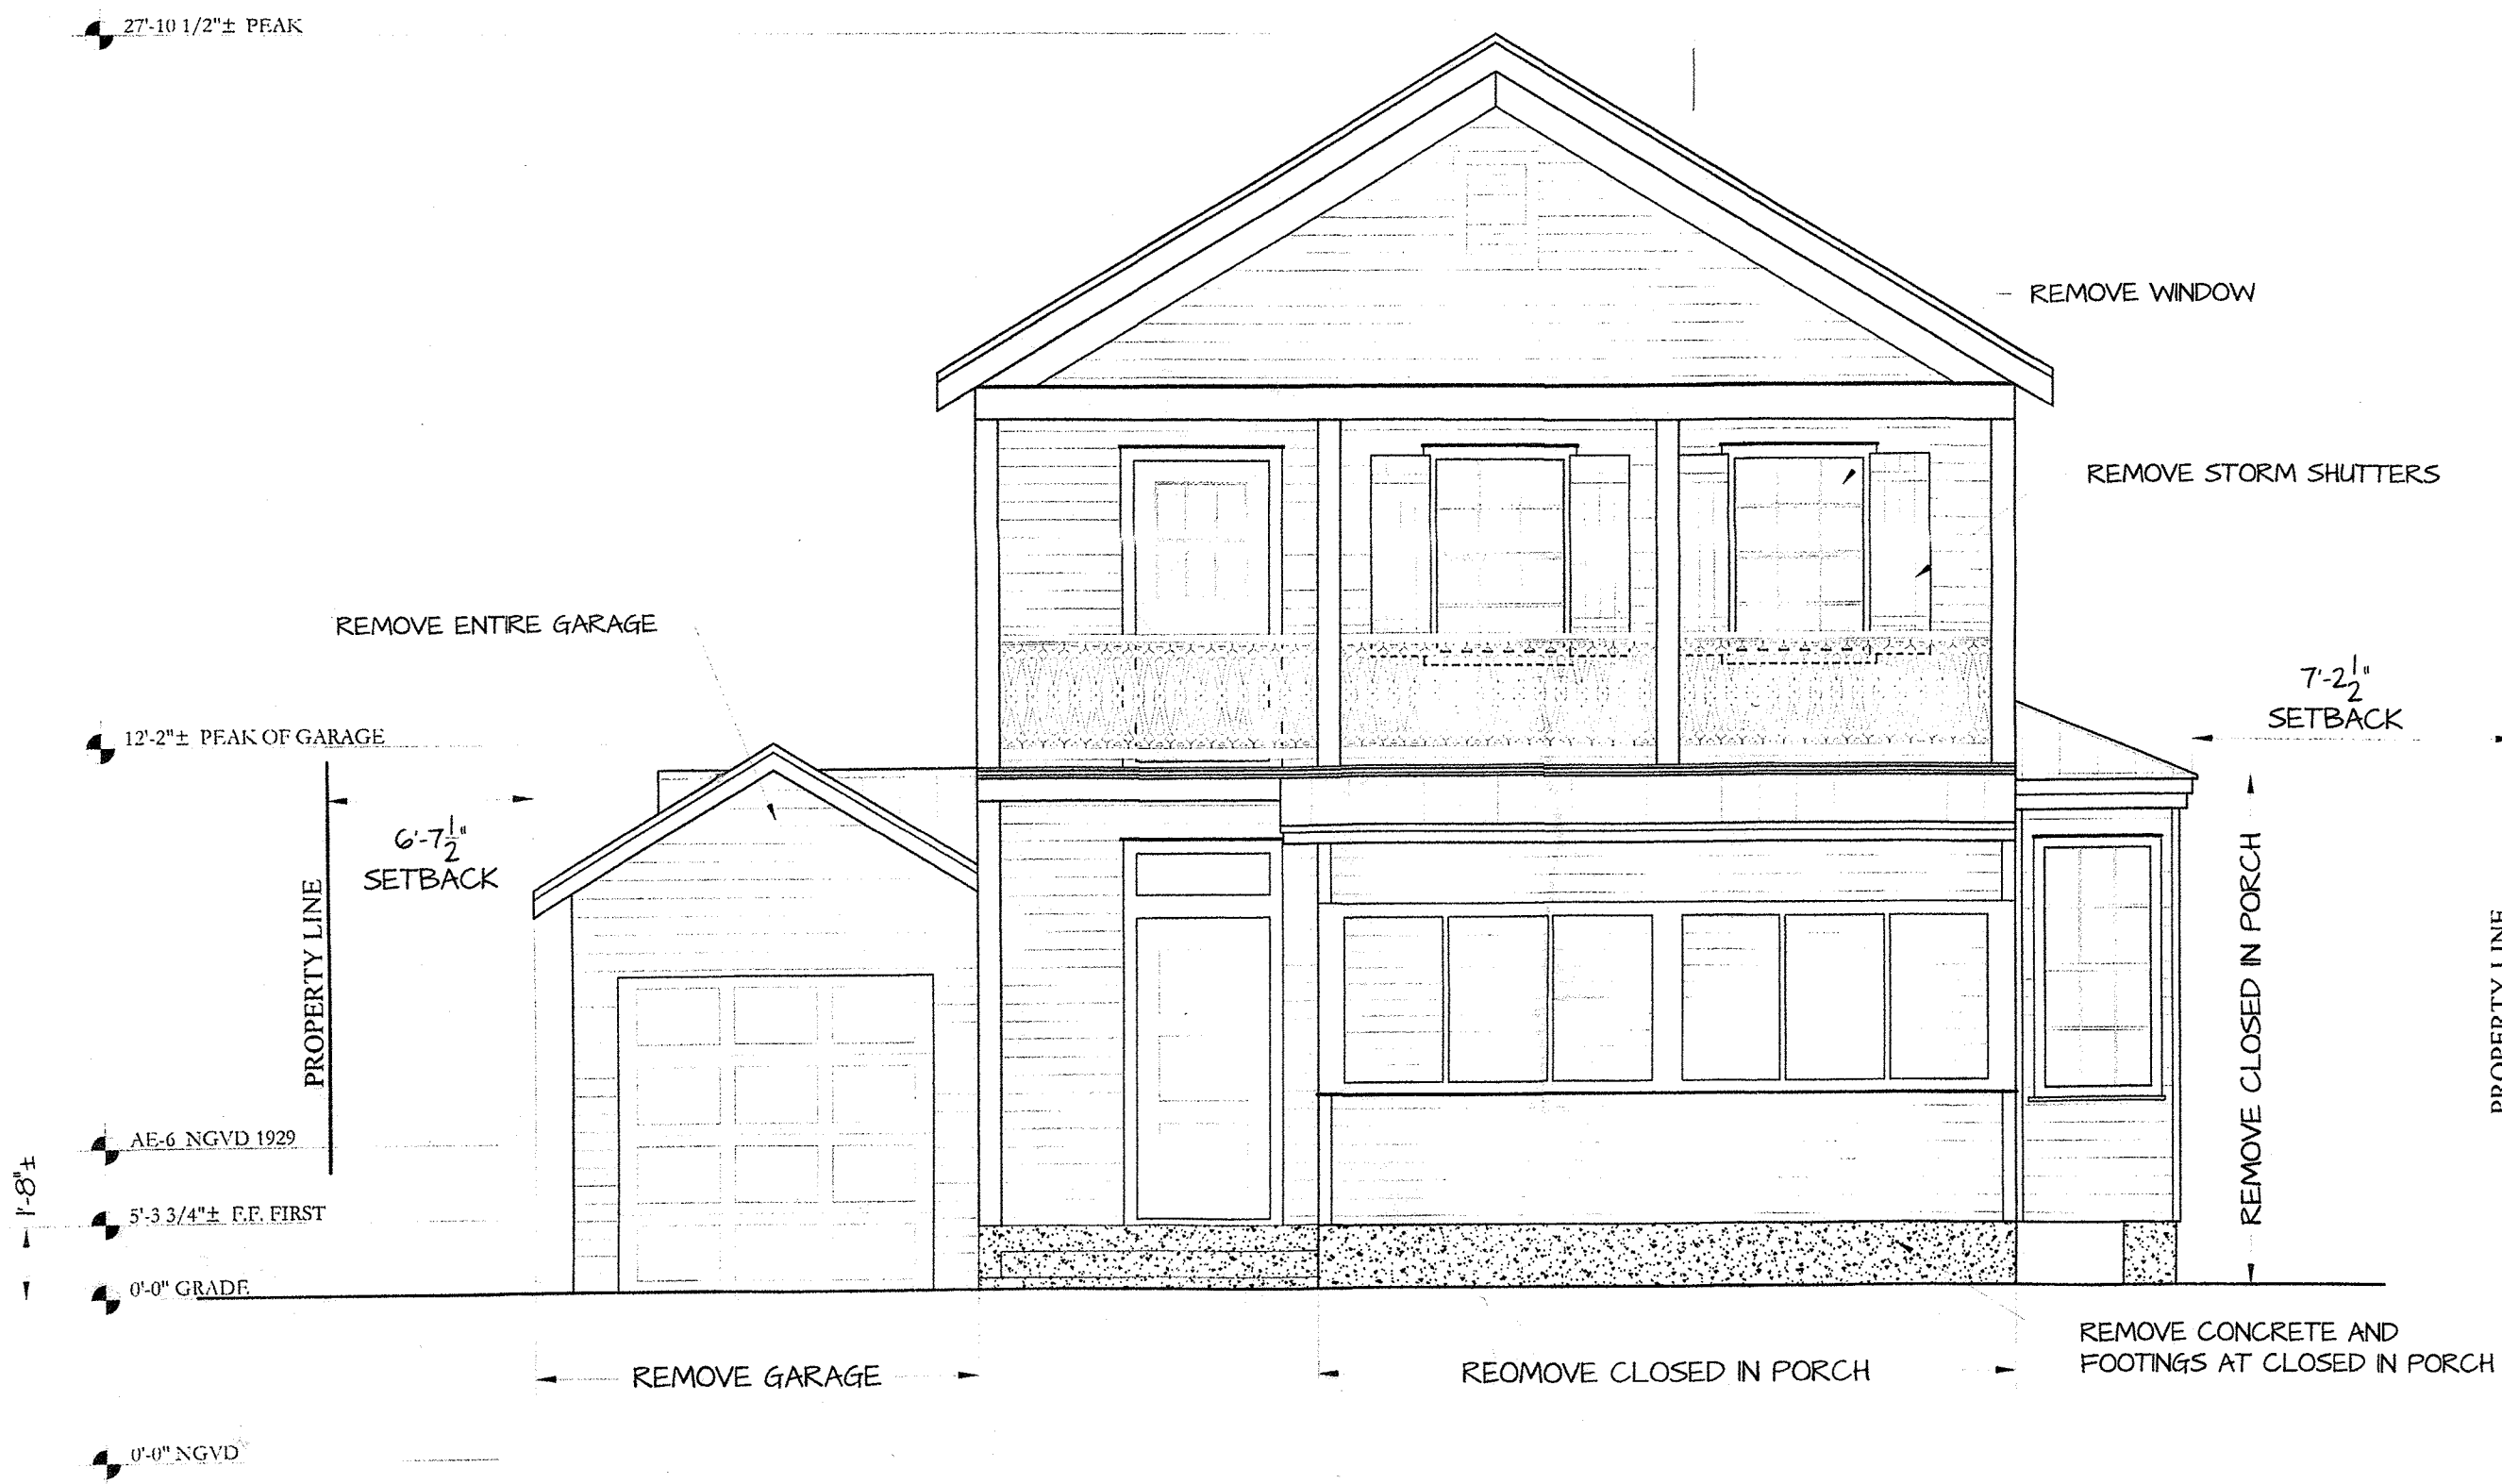 27'-10 1/2"± PEAK
REMOVE WINDOW
REMOVE STORM SHUTTERS
REMOVE ENTIRE GARAGE
7'-2 1/2"
SETBACK
12'-2"± PEAK OF GARAGE
6'-7 1/2"
SETBACK
PROPERTY LINE
REMOVE CLOSED IN PORCH
PROPERTY LINE
AE-6 NGVD 1929
1'-8"±
5'-3 3/4"± F.F. FIRST
0'-0" GRADE
REMOVE CONCRETE AND
FOOTINGS AT CLOSED IN PORCH
REMOVE GARAGE
REOMOVE CLOSED IN PORCH
0'-0" NGVD